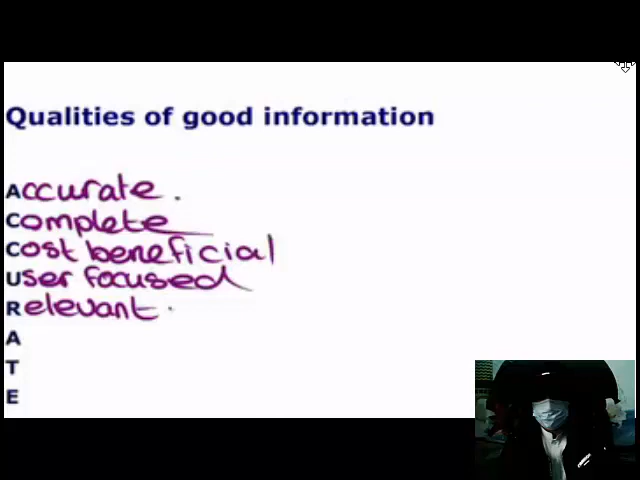 Qualities of good information
Accurate.
Complete
Cost beneficial
User focused
Relevant.
A
T
E